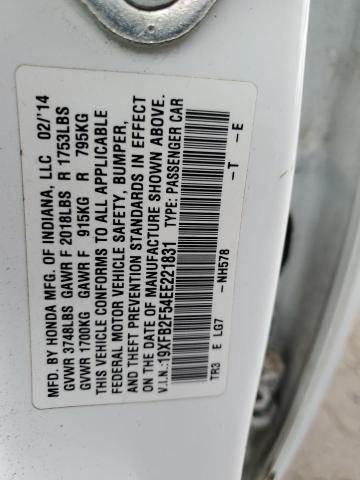 MFD. BY HONDA MFG. OF INDIANA, LLC 02/'14
GVWR 3748LBS GAWR F 2018LBS R 1753LBS
GVWR 1700KG GAWR F 915KG R 795KG
THIS VEHICLE CONFORMS TO ALL APPLICABLE
FEDERAL MOTOR VEHICLE SAFETY, BUMPER,
AND THEFT PREVENTION STANDARDS IN EFFECT
ON THE DATE OF MANUFACTURE SHOWN ABOVE.
V.I.N.:19XFB2F54EE221831 TYPE: PASSENGER CAR
TR3 E LG7 -NH578 -T -E